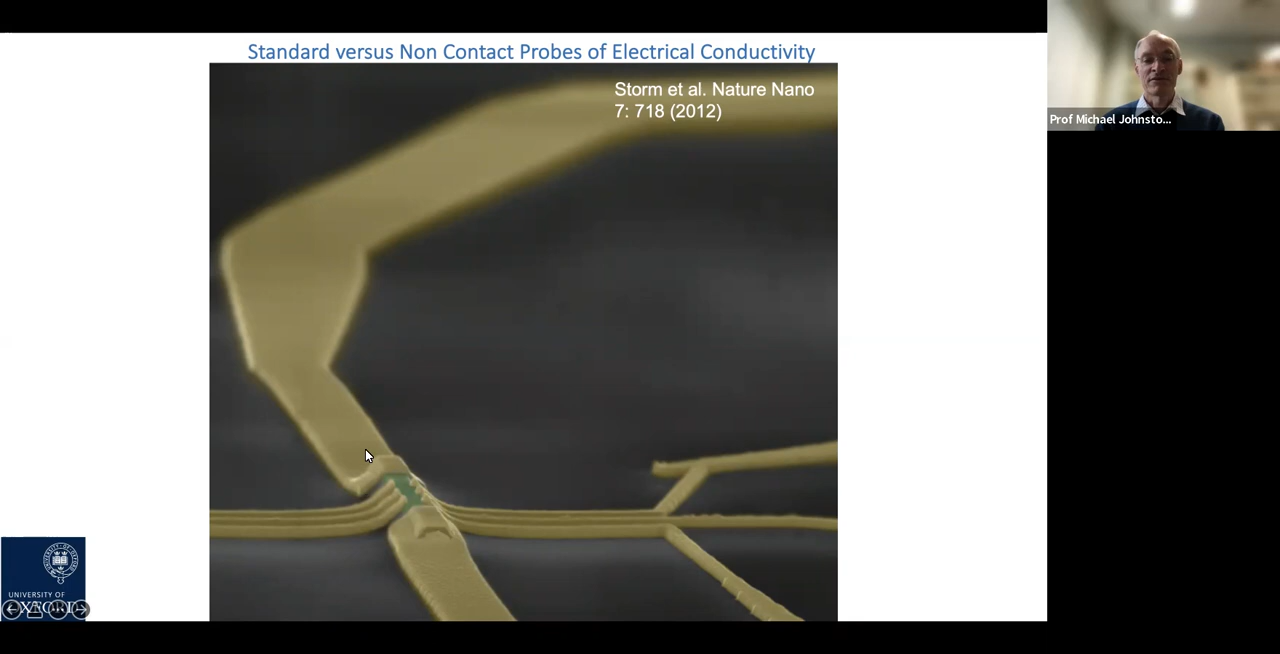 Standard versus Non Contact Probes of Electrical Conductivity
Storm et al. Nature Nano
7: 718 (2012)
Prof Michael Johnsto...
UNIVERSITY OF
OXFORD